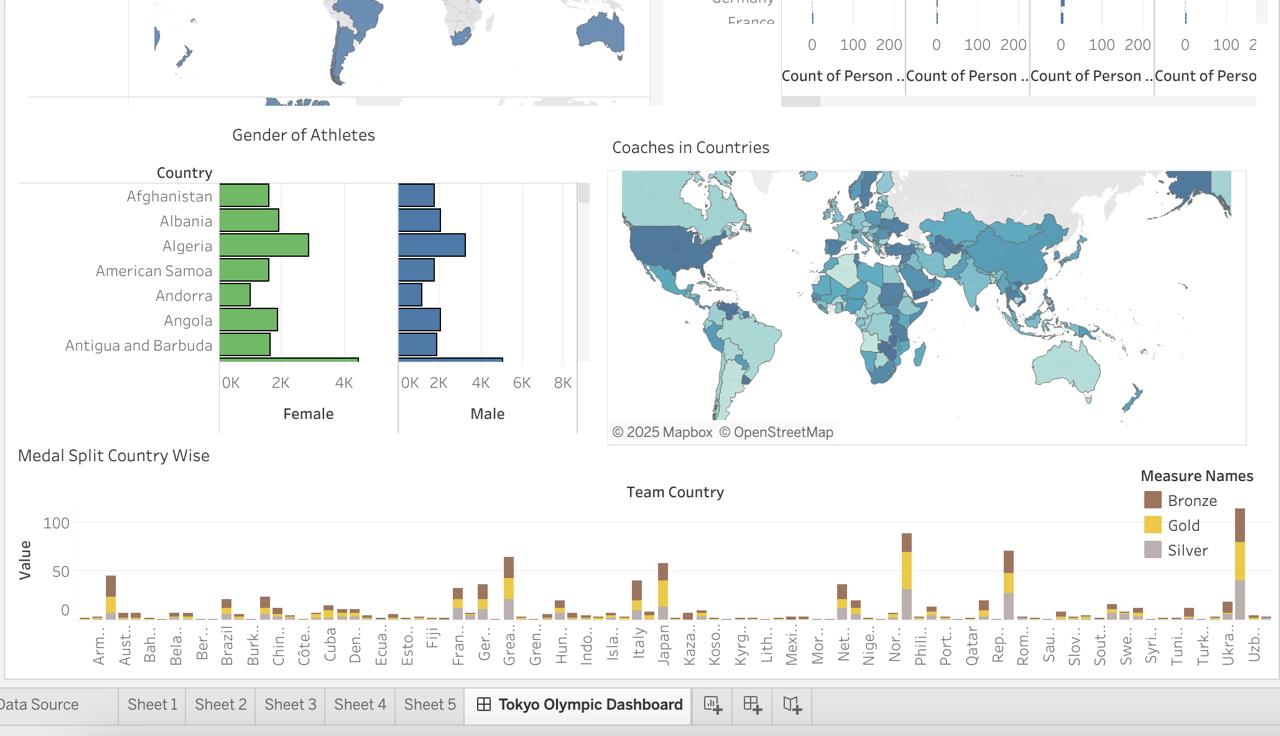 Germany
France
0 100 200 0 100 200 0 100 200 0 100 2
Count of Person .. Count of Person .. Count of Person .. Count of Perso
Gender of Athletes
Coaches in Countries
Country
Afghanistan
Albania
Algeria
American Samoa
Andorra
Angola
Antigua and Barbuda
0K 2K 4K 0K 2K 4K 6K 8K
Female Male
© 2025 Mapbox © OpenStreetMap
Medal Split Country Wise
Measure Names
Bronze
Gold
Silver
Team Country
Value
100
50
0
Arm.. Aust.. Bah.. Bela.. Ber.. Brazil Burk.. Chin.. Côte.. Cuba Den.. Ecua.. Esto.. Fiji Fran.. Ger.. Grea.. Gren.. Hun.. Indo.. Isla.. Italy Japan Kaza.. Koso.. Kyrg.. Lith.. Mexi.. Mor.. Net.. Nige.. Nor.. Phili.. Port.. Qatar Rep.. Rom.. Sau.. Slov.. Sout.. Swe.. Syri.. Tuni.. Turk.. Ukra.. Uzb..
Data Source Sheet 1 Sheet 2 Sheet 3 Sheet 4 Sheet 5 Tokyo Olympic Dashboard